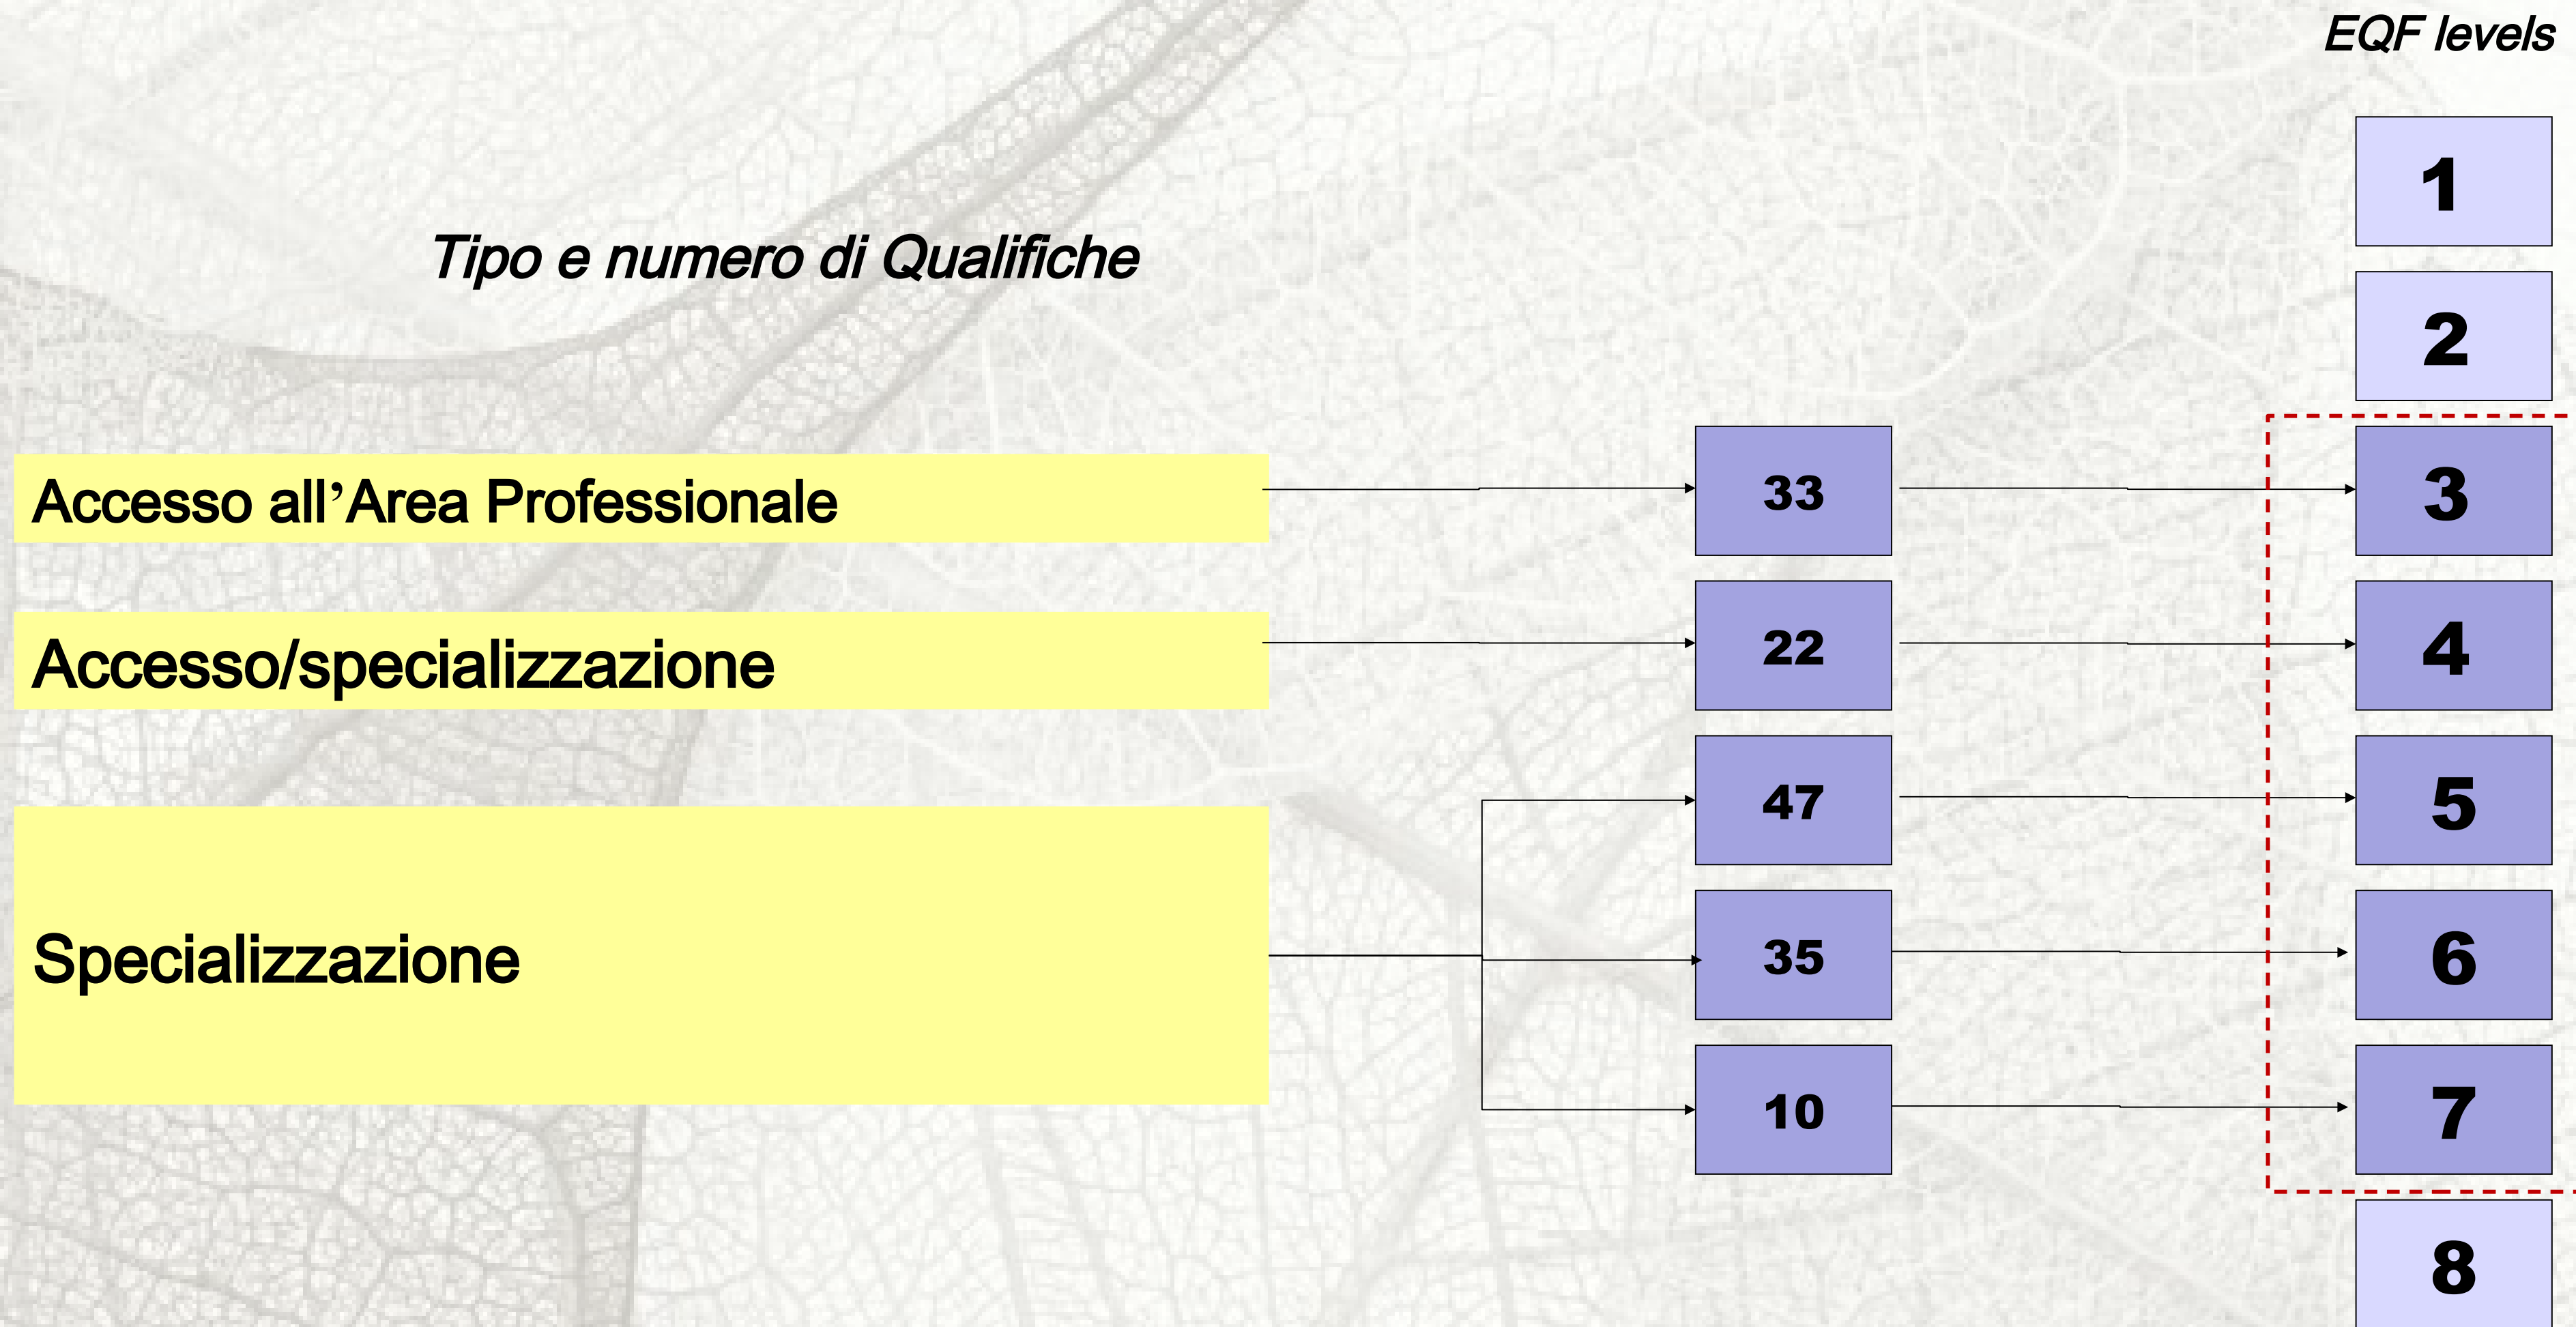 EQF levels
1
Tipo e numero di Qualifiche
2
Accesso all’Area Professionale
33
3
Accesso/specializzazione
22
4
47
5
Specializzazione
35
6
10
7
8